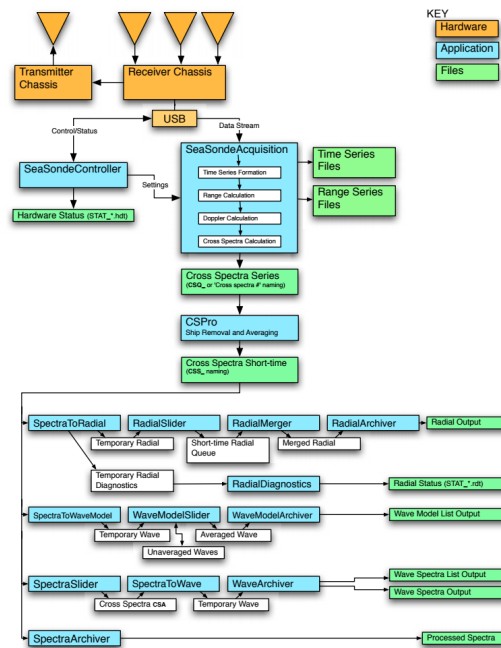 KEY
Hardware
Application
Files
Transmitter
Chassis
Receiver Chassis
USB
Control/Status
Data Stream
SeaSondeController
Settings
Hardware Status (STAT_*.hdt)
SeaSondeAcquisition
Time Series Formation
Range Calculation
Doppler Calculation
Cross Spectra Calculation
Time Series
Files
Range Series
Files
Cross Spectra Series
(CSQ_ or 'Cross spectra #' naming)
CSPro
Ship Removal and Averaging
Cross Spectra Short-time
(CSS_ naming)
SpectraToRadial
RadialSlider
RadialMerger
RadialArchiver
Radial Output
Temporary Radial
Short-time Radial
Queue
Merged Radial
Temporary Radial
Diagnostics
RadialDiagnostics
Radial Status (STAT_*.rdt)
SpectraToWaveModel
WaveModelSlider
WaveModelArchiver
Wave Model List Output
Temporary Wave
Averaged Wave
Unaveraged Waves
SpectraSlider
SpectraToWave
WaveArchiver
Wave Spectra List Output
Wave Spectra Output
Cross Spectra CSA
Temporary Wave
SpectraArchiver
Processed Spectra